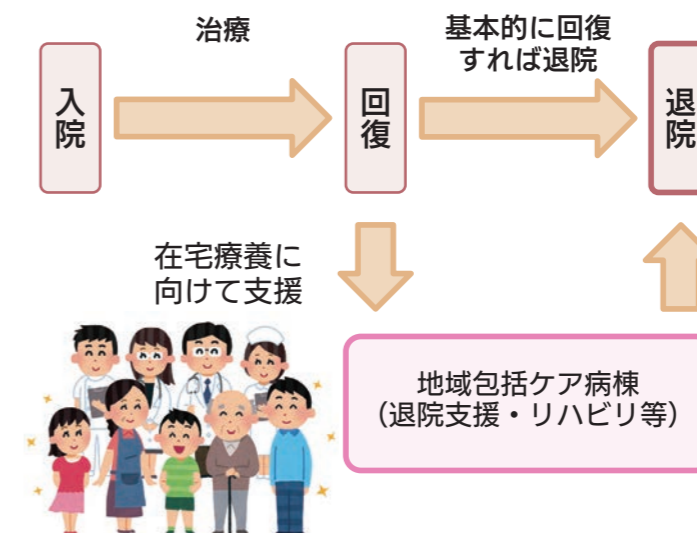 治療
基本的に回復
すれば退院
入院
回復
退院
在宅療養に
向けて支援
地域包括ケア病棟
（退院支援・リハビリ等）